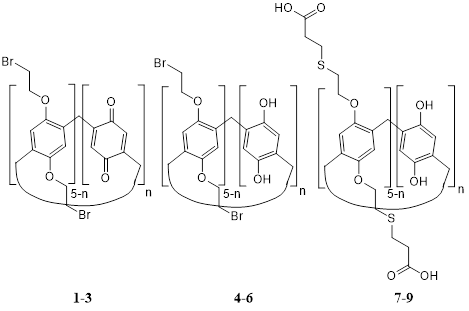 HO O
S
Br Br
O O OH O OH
O O OH O OH
5-n n 5-n n 5-n n
Br Br S
O OH
1-3 4-6 7-9